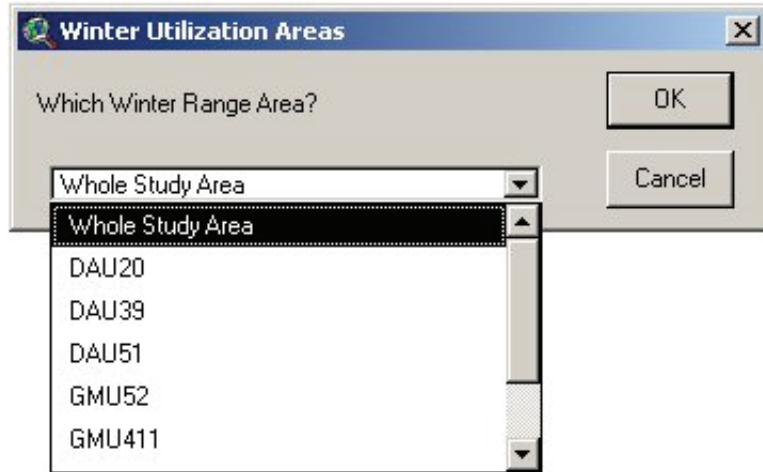 Winter Utilization Areas
Which Winter Range Area?
OK
Cancel
Whole Study Area
Whole Study Area
DAU20
DAU39
DAU51
GMU52
GMU411